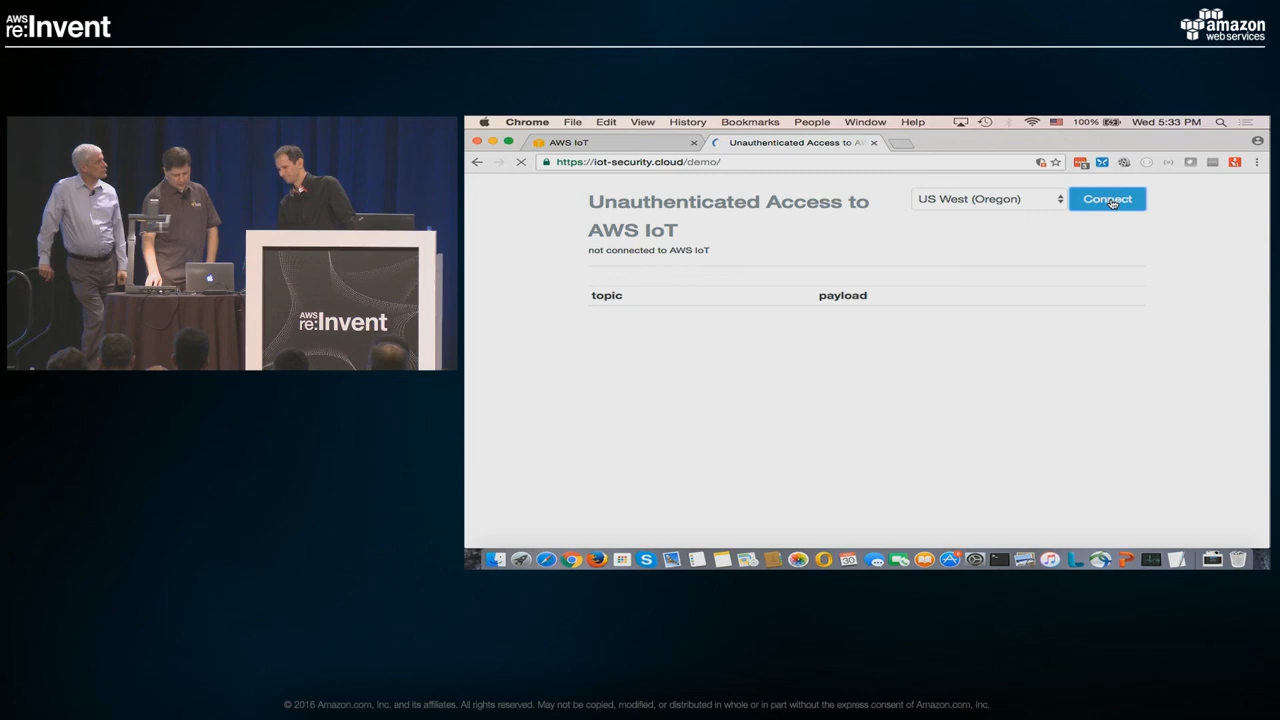 AWS
re:Invent
amazon
web services
Chrome File Edit View History Bookmarks People Window Help 100% Wed 5:33 PM
AWS IoT
Unauthenticated Access to AW
https://iot-security.cloud/demo/
Unauthenticated Access to
AWS IoT
not connected to AWS IoT
US West (Oregon)
Connect
topic payload
AWS
re:Invent
© 2016 Amazon.com, Inc. and its affiliates. All rights reserved. May not be copied, modified, or distributed in whole or in part without the express consent of Amazon.com, Inc.